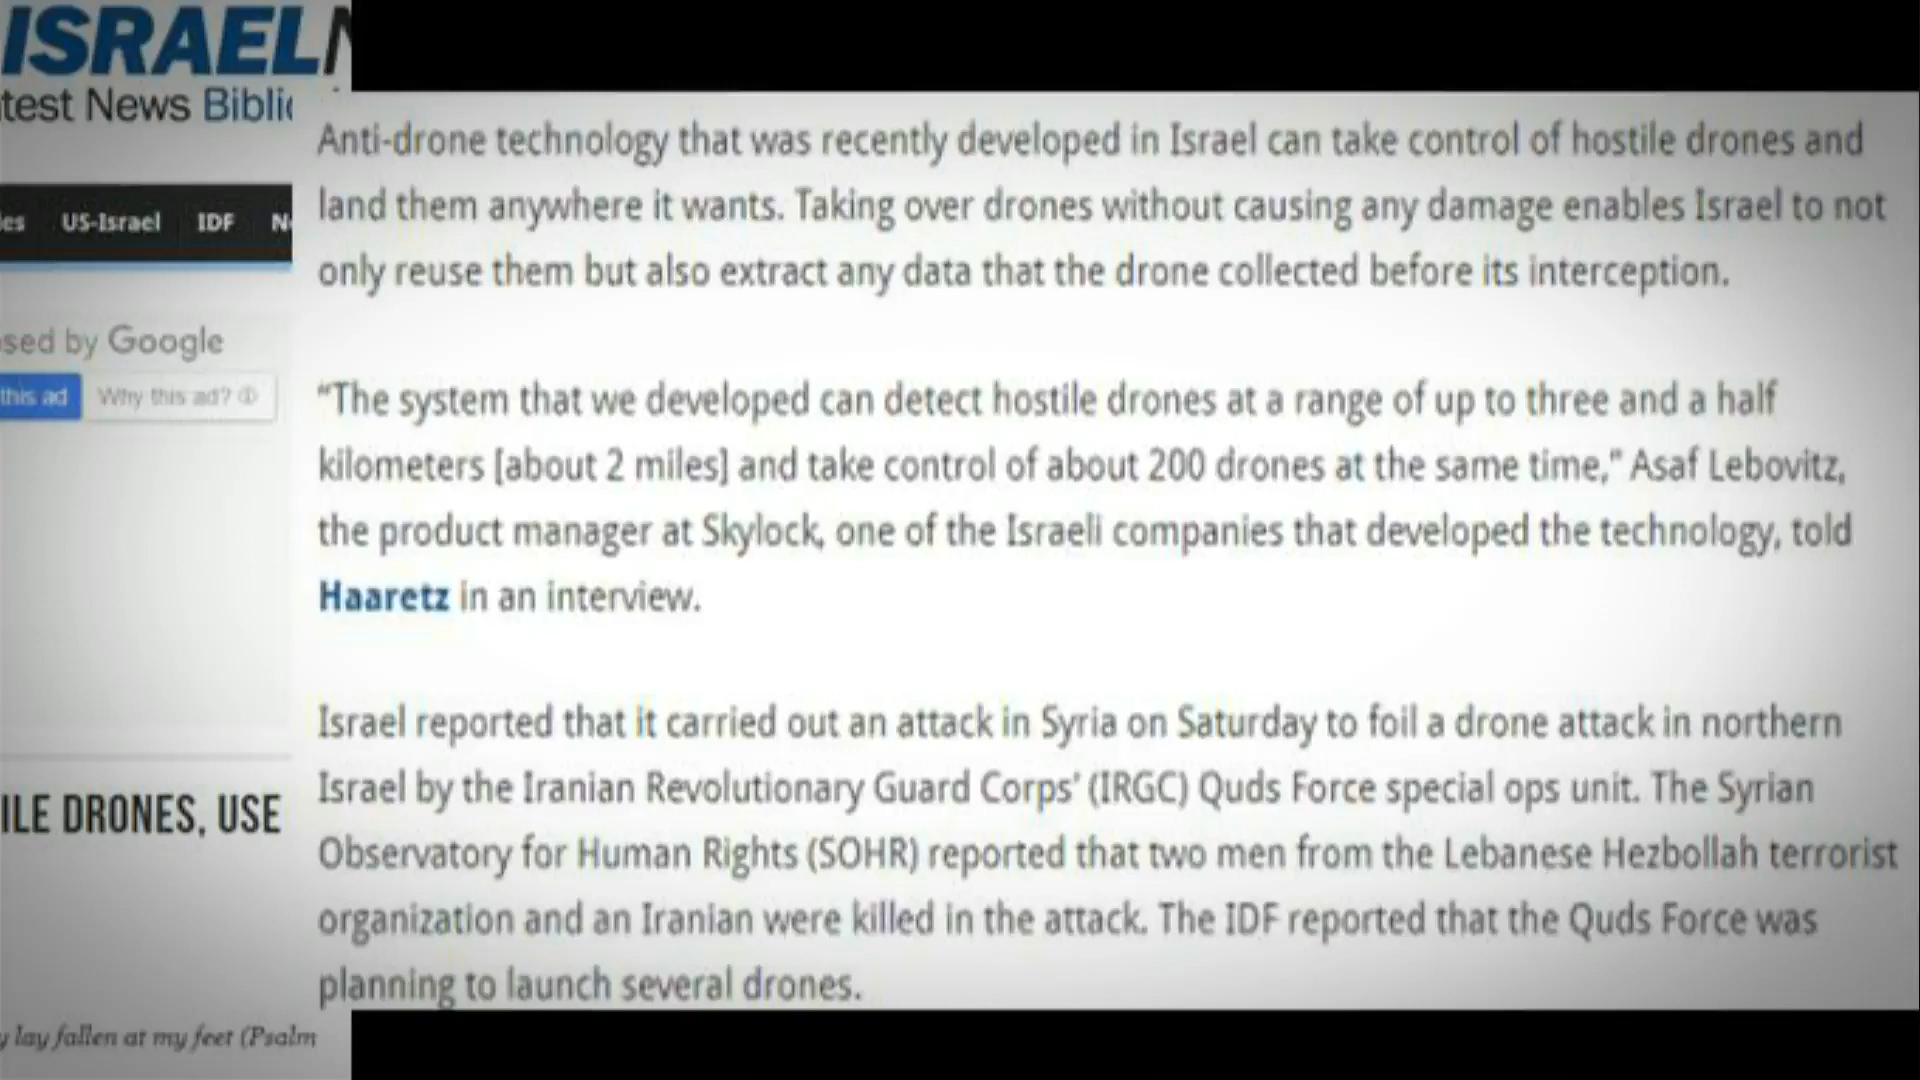 ISRAEL
test News
US-Israel IDF
by Google
this ad Why this ad?
DRONES, USE
lay fallen at my feet (Psalm
Anti-drone technology that was recently developed in Israel can take control of hostile drones and
land them anywhere it wants. Taking over drones without causing any damage enables Israel to not
only reuse them but also extract any data that the drone collected before its interception.
“The system that we developed can detect hostile drones at a range of up to three and a half
kilometers [about 2 miles] and take control of about 200 drones at the same time,” Asaf Lebovitz,
the product manager at Skylock, one of the Israeli companies that developed the technology, told
Haaretz in an interview.
Israel reported that it carried out an attack in Syria on Saturday to foil a drone attack in northern
Israel by the Iranian Revolutionary Guard Corps’ (IRGC) Quds Force special ops unit. The Syrian
Observatory for Human Rights (SOHR) reported that two men from the Lebanese Hezbollah terrorist
organization and an Iranian were killed in the attack. The IDF reported that the Quds Force was
planning to launch several drones.